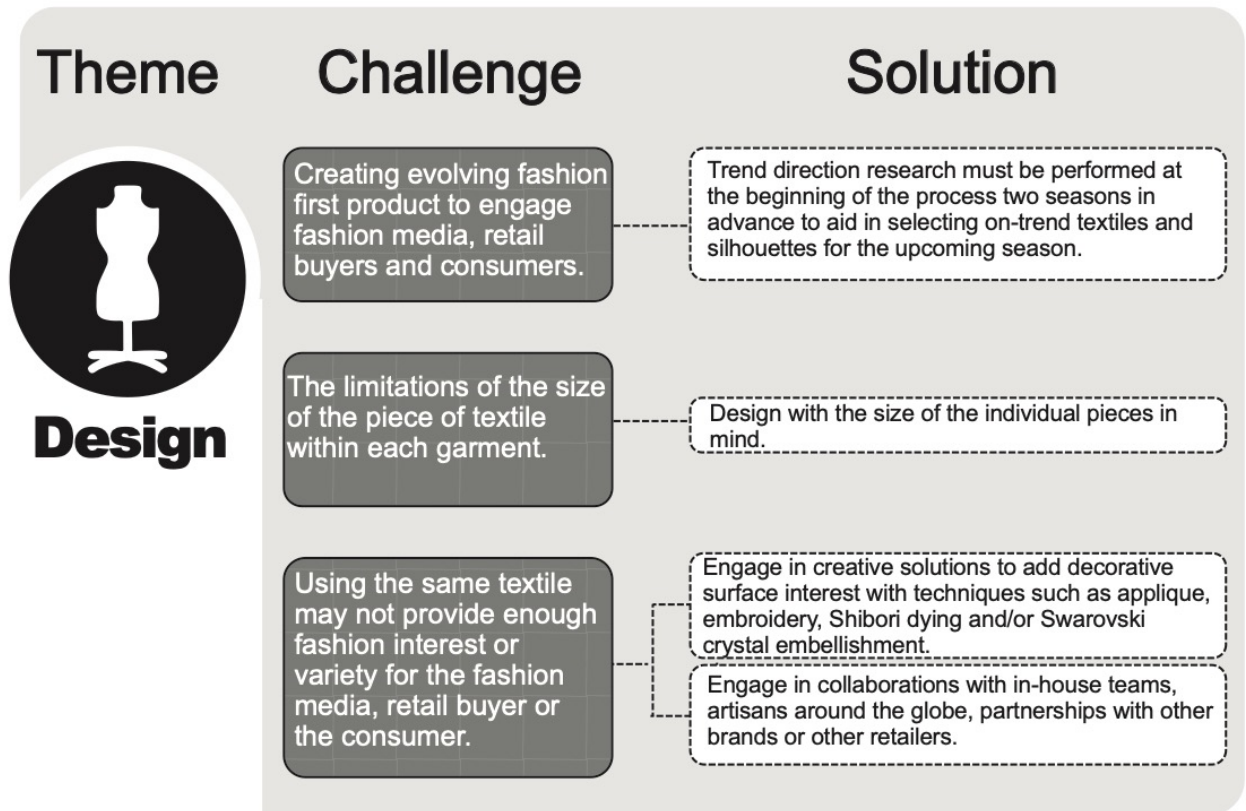 Theme
Challenge
Solution
Design
Creating evolving fashion
first product to engage
fashion media, retail
buyers and consumers.
Trend direction research must be performed at
the beginning of the process two seasons in
advance to aid in selecting on-trend textiles and
silhouettes for the upcoming season.
The limitations of the size
of the piece of textile
within each garment.
Design with the size of the individual pieces in
mind.
Using the same textile
may not provide enough
fashion interest or
variety for the fashion
media, retail buyer or
the consumer.
Engage in creative solutions to add decorative
surface interest with techniques such as applique,
embroidery, Shibori dying and/or Swarovski
crystal embellishment.
Engage in collaborations with in-house teams,
artisans around the globe, partnerships with other
brands or other retailers.